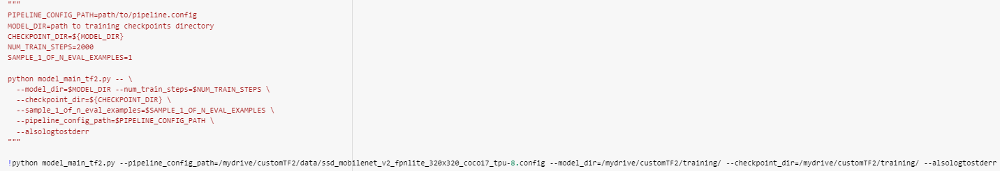 """
PIPELINE_CONFIG_PATH=path/to/pipeline.config
MODEL_DIR=path to training checkpoints directory
CHECKPOINT_DIR=${MODEL_DIR}
NUM_TRAIN_STEPS=2000
SAMPLE_1_OF_N_EVAL_EXAMPLES=1
python model_main_tf2.py -- \
--model_dir=$MODEL_DIR --num_train_steps=$NUM_TRAIN_STEPS \
--checkpoint_dir=${CHECKPOINT_DIR} \
--sample_1_of_n_eval_examples=$SAMPLE_1_OF_N_EVAL_EXAMPLES \
--pipeline_config_path=$PIPELINE_CONFIG_PATH \
--alsologtostderr
"""
!python model_main_tf2.py --pipeline_config_path=/mydrive/customTF2/data/ssd_mobilenet_v2_fpnlite_320x320_coco17_tpu-8.config --model_dir=/mydrive/customTF2/training/ --checkpoint_dir=/mydrive/customTF2/training/ --alsologtostderr